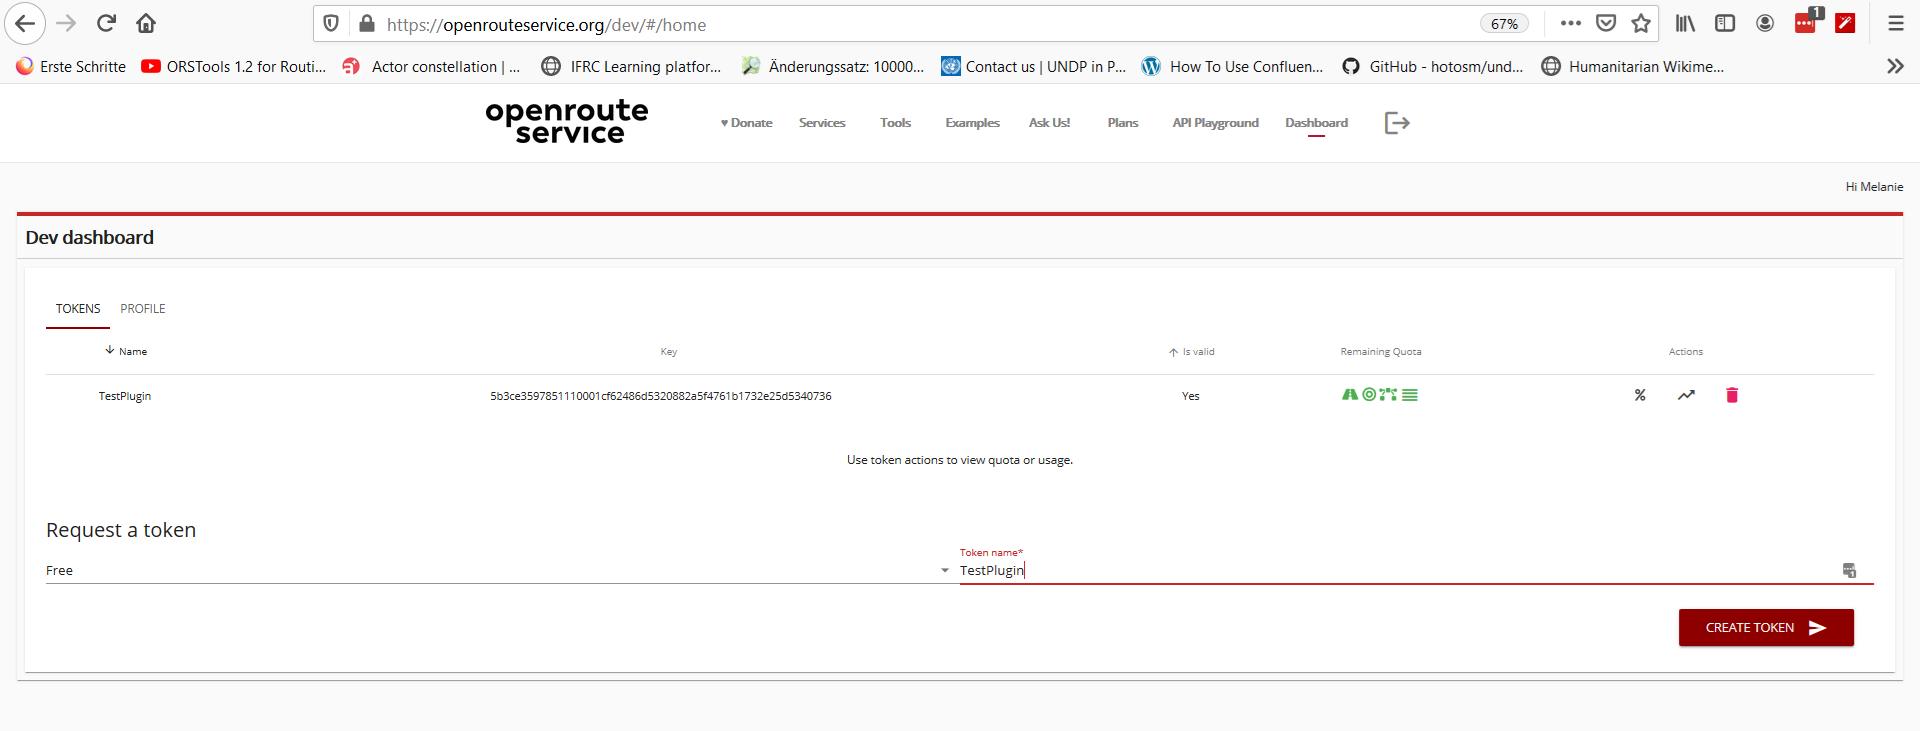 https://openrouteservice.org/dev/#/home 67% 1
Erste Schritte ORSTools 1.2 for Routi... Actor constellation | ... IFRC Learning platfor... Änderungssatz: 10000... Contact us | UNDP in P... How To Use Confluen... GitHub - hotosm/und... Humanitarian Wikime...
openroute
service
♥ Donate Services Tools Examples Ask Us! Plans API Playground Dashboard
Hi Melanie
Dev dashboard
TOKENS PROFILE
Name Key Is valid Remaining Quota Actions
TestPlugin 5b3ce3597851110001cf62486d5320882a5f4761b1732e25d5340736 Yes %
Use token actions to view quota or usage.
Request a token
Token name*
Free TestPlugin 1
CREATE TOKEN